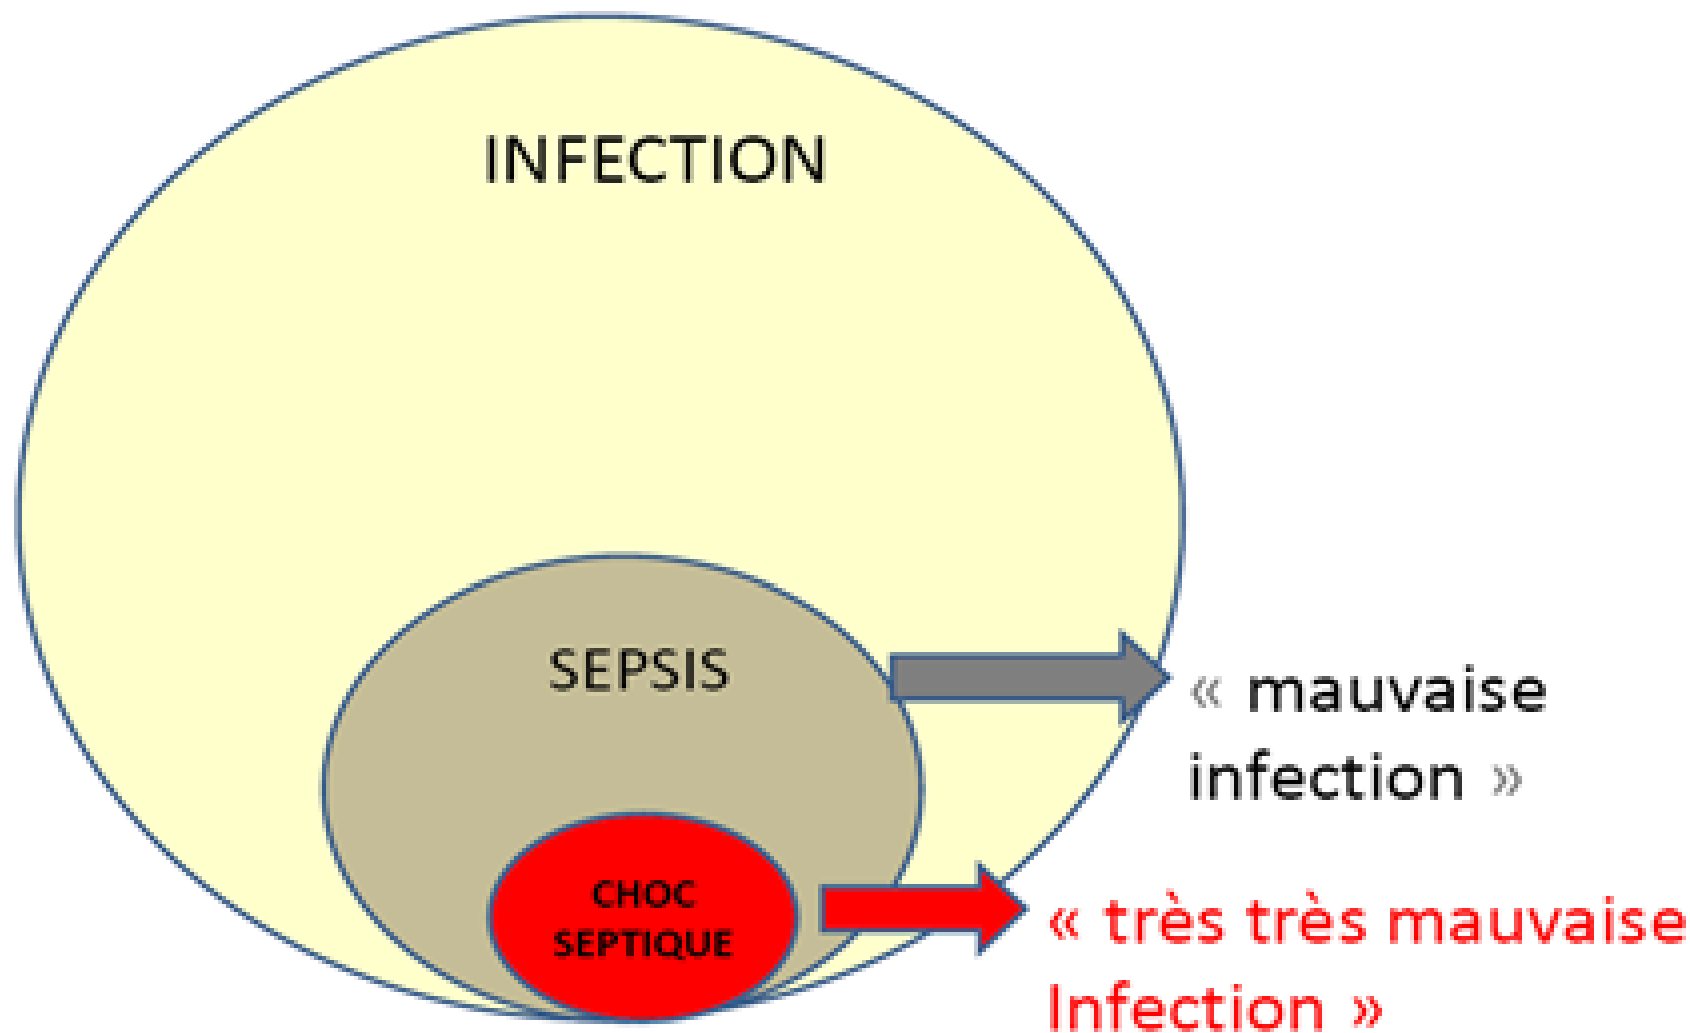 INFECTION
SEPSIS
« mauvaise
infection »
CHOC
SEPTIQUE
« très très mauvaise
Infection »